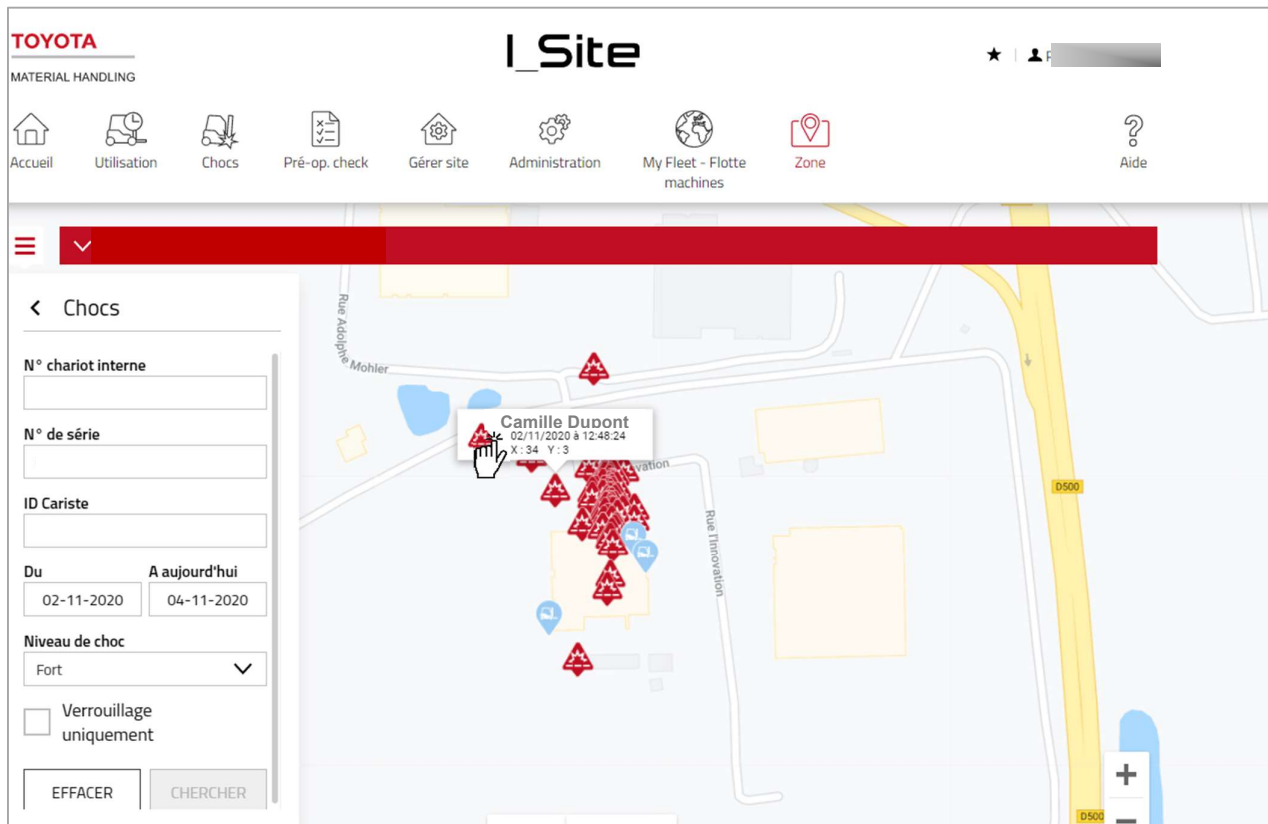 TOYOTA
MATERIAL HANDLING
I_Site
Accueil
Utilisation
Chocs
Pré-op. check
Gérer site
Administration
My Fleet - Flotte
machines
Zone
Aide
Chocs
N° chariot interne
N° de série
ID Cariste
Du
A aujourd'hui
02-11-2020
04-11-2020
Niveau de choc
Fort
Verrouillage
uniquement
EFFACER
CHERCHER
Rue Adolphe Mohler
Camille Dupont
02/11/2020 à 12:48:24
X : 34 Y : 3
Rue l'Innovation
D500
D500
+
−